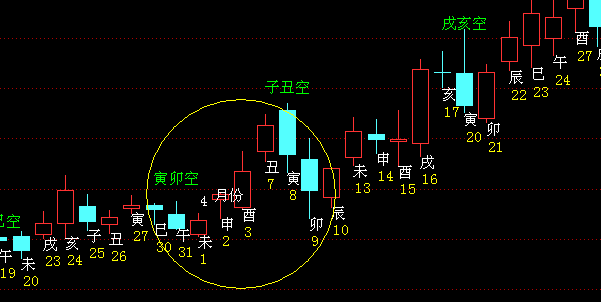 戌亥空
子丑空
寅卯空
4 月份
空
午
19
未
20
戌
23
亥
24
子
25
丑
26
寅
27
巳
30
午
31
未
1
申
2
酉
3
丑
7
寅
8
卯
9
辰
10
未
13
申
14
酉
15
戌
16
亥
17
寅
20
卯
21
辰
22
巳
23
午
24
酉
27